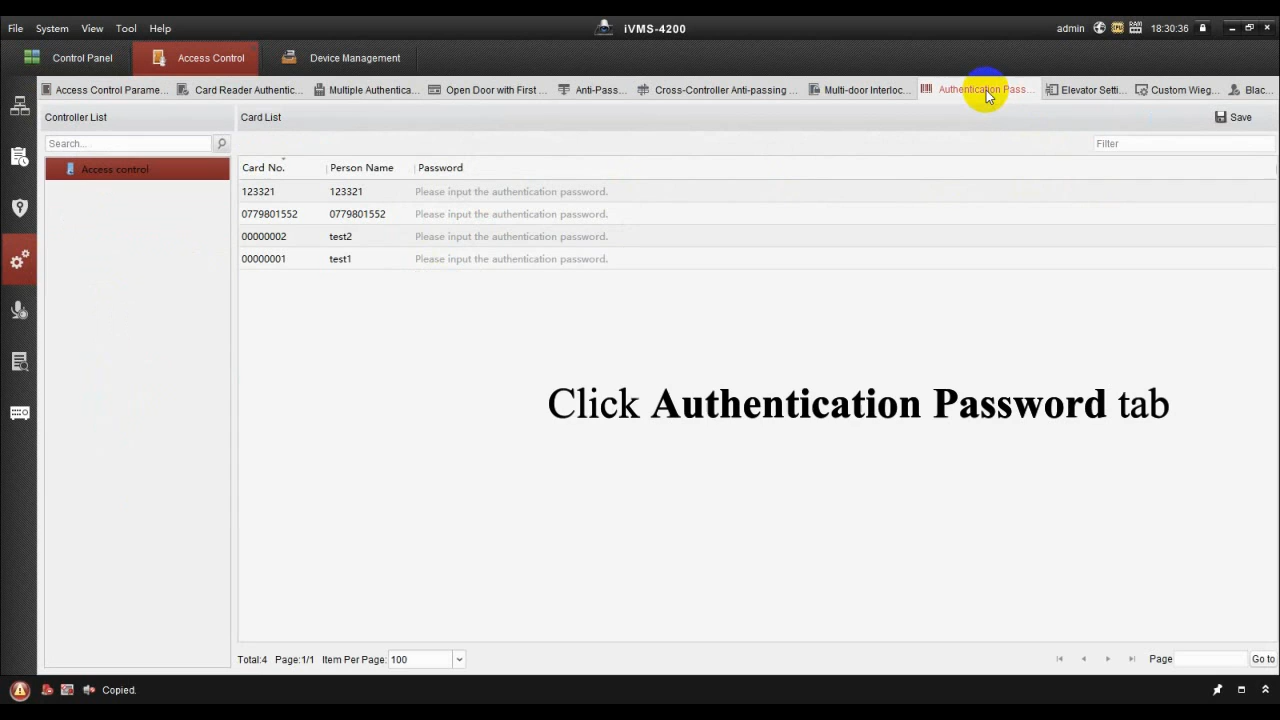 File System View Tool Help iVMS-4200 admin 18:30:36
Control Panel Access Control Device Management
Access Control Parame... Card Reader Authentic... Multiple Authentica... Open Door with First ... Anti-Pass... Cross-Controller Anti-passing ... Multi-door Interloc... Authentication Pass... Elevator Setti... Custom Wieg... Blac...
Controller List Card List Save
Search... Filter
Access control
Card No. Person Name Password
123321 123321 Please input the authentication password.
0779801552 0779801552 Please input the authentication password.
00000002 test2 Please input the authentication password.
00000001 test1 Please input the authentication password.
Click Authentication Password tab
Total:4 Page:1/1 Item Per Page: 100 Page Go to
Copied.